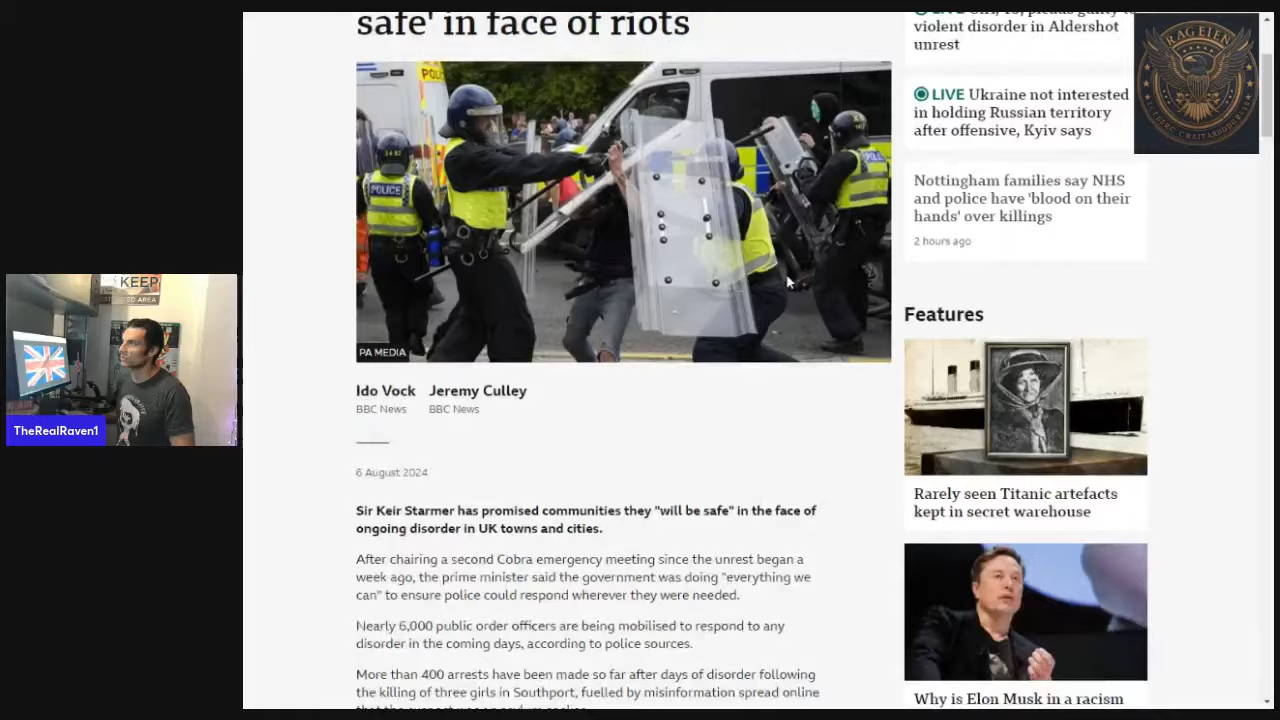 safe' in face of riots
PA MEDIA
Ido Vock Jeremy Culley
BBC News BBC News
6 August 2024
Sir Keir Starmer has promised communities they "will be safe" in the face of
ongoing disorder in UK towns and cities.
After chairing a second Cobra emergency meeting since the unrest began a
week ago, the prime minister said the government was doing "everything we
can" to ensure police could respond wherever they were needed.
Nearly 6,000 public order officers are being mobilised to respond to any
disorder in the coming days, according to police sources.
More than 400 arrests have been made so far after days of disorder following
the killing of three girls in Southport, fuelled by misinformation spread online
violent disorder in Aldershot
unrest
LIVE Ukraine not interested
in holding Russian territory
after offensive, Kyiv says
Nottingham families say NHS
and police have 'blood on their
hands' over killings
2 hours ago
Features
Rarely seen Titanic artefacts
kept in secret warehouse
Why is Elon Musk in a racism
RAGEIEN
KEEP
AREA
TheRealRaven1
POLICE